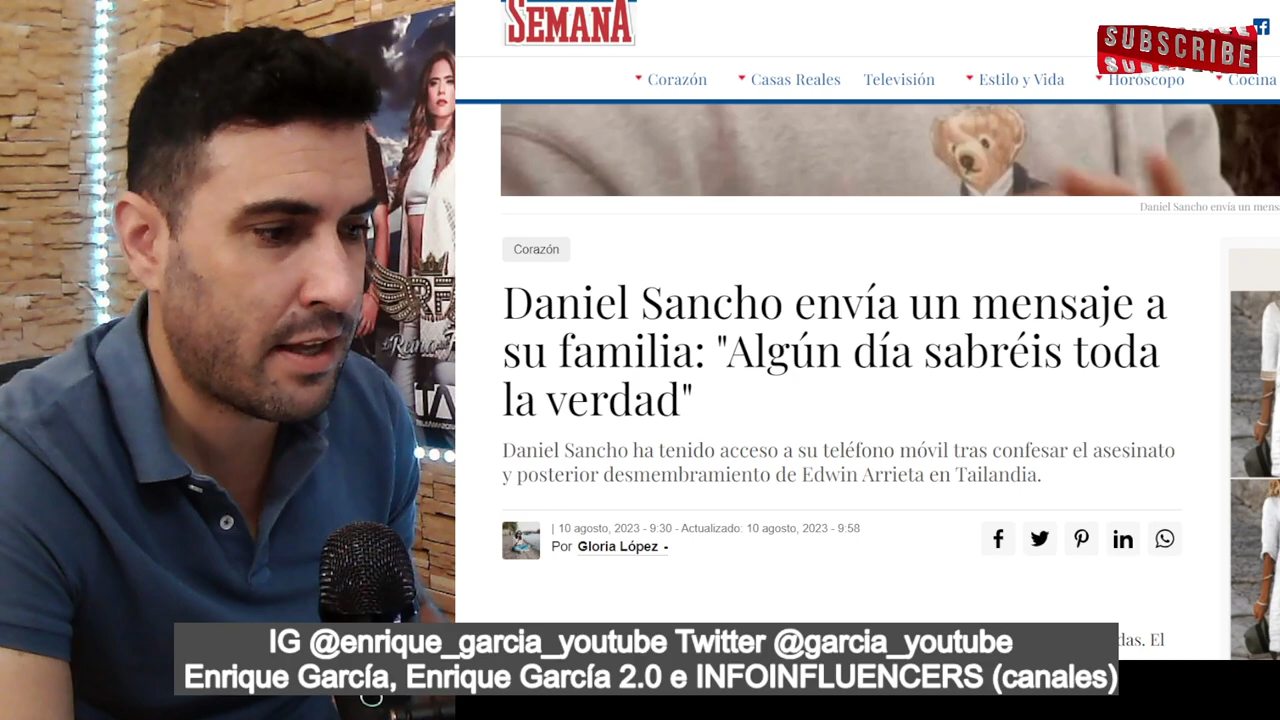 SEMANA
SUBSCRIBE
Corazón
Casas Reales
Televisión
Estilo y Vida
Horóscopo
Cocina
Daniel Sancho envía un mensa
Corazón
Daniel Sancho envía un mensaje a
su familia: "Algún día sabréis toda
la verdad"
Daniel Sancho ha tenido acceso a su teléfono móvil tras confesar el asesinato
y posterior desmembramiento de Edwin Arrieta en Tailandia.
| 10 agosto, 2023 - 9:30 - Actualizado: 10 agosto, 2023 - 9:58
Por Gloria López -
das. El
IG @enrique_garcia_youtube Twitter @garcia_youtube
Enrique García, Enrique García 2.0 e INFOINFLUENCERS (canales)